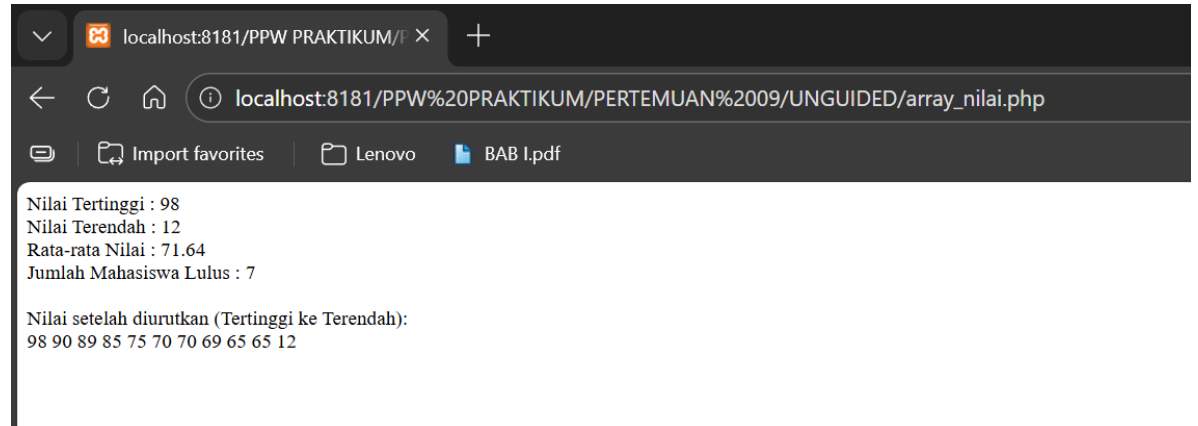 localhost:8181/PPW PRAKTIKUM/P
localhost:8181/PPW%20PRAKTIKUM/PERTEMUAN%2009/UNGUIDED/array_nilai.php
Import favorites Lenovo BAB I.pdf
Nilai Tertinggi : 98
Nilai Terendah : 12
Rata-rata Nilai : 71.64
Jumlah Mahasiswa Lulus : 7
Nilai setelah diurutkan (Tertinggi ke Terendah):
98 90 89 85 75 70 70 69 65 65 12